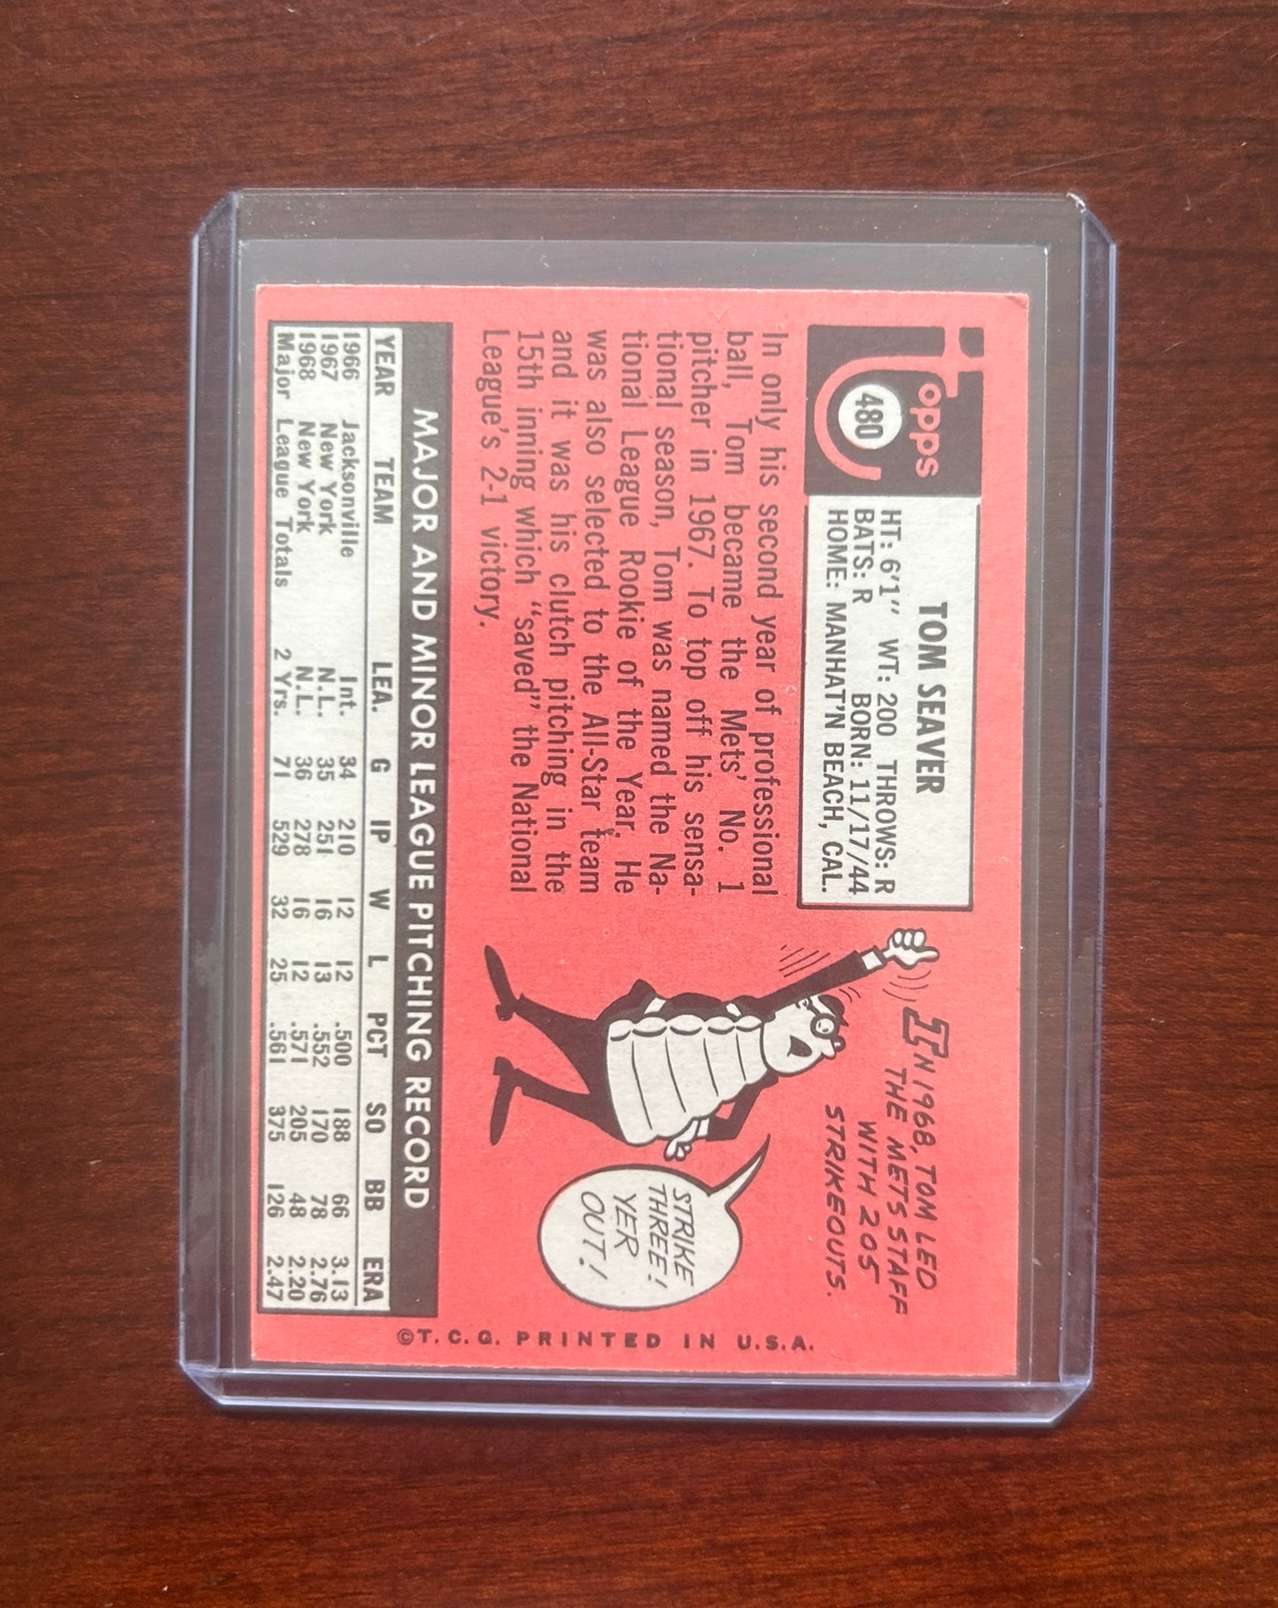 Topps
480
TOM SEAVER
HT: 6'1" WT: 200 THROWS: R
BATS: R BORN: 11/17/44
HOME: MANHAT'N BEACH, CAL.
In only his second year of professional
ball, Tom became the Mets' No. 1
pitcher in 1967. To top off his sensa-
tional season, Tom was named the Na-
tional League Rookie of the Year. He
was also selected to the All-Star team
and it was his clutch pitching in the
15th inning which "saved" the National
League's 2-1 victory.
IN 1968, TOM LED
THE METS STAFF
WITH 205
STRIKEOUTS.
STRIKE
THREE!
YER
OUT!
MAJOR AND MINOR LEAGUE PITCHING RECORD
YEAR TEAM LEA. G IP W L PCT SO BB ERA
1966 Jacksonville Int. 34 210 12 12 .500 188 66 3.13
1967 New York N.L. 35 251 16 13 .552 170 78 2.76
1968 New York N.L. 36 278 16 12 .571 205 48 2.20
Major League Totals 2 Yrs. 71 529 32 25 .561 375 126 2.47
©T.C.G. PRINTED IN U.S.A.